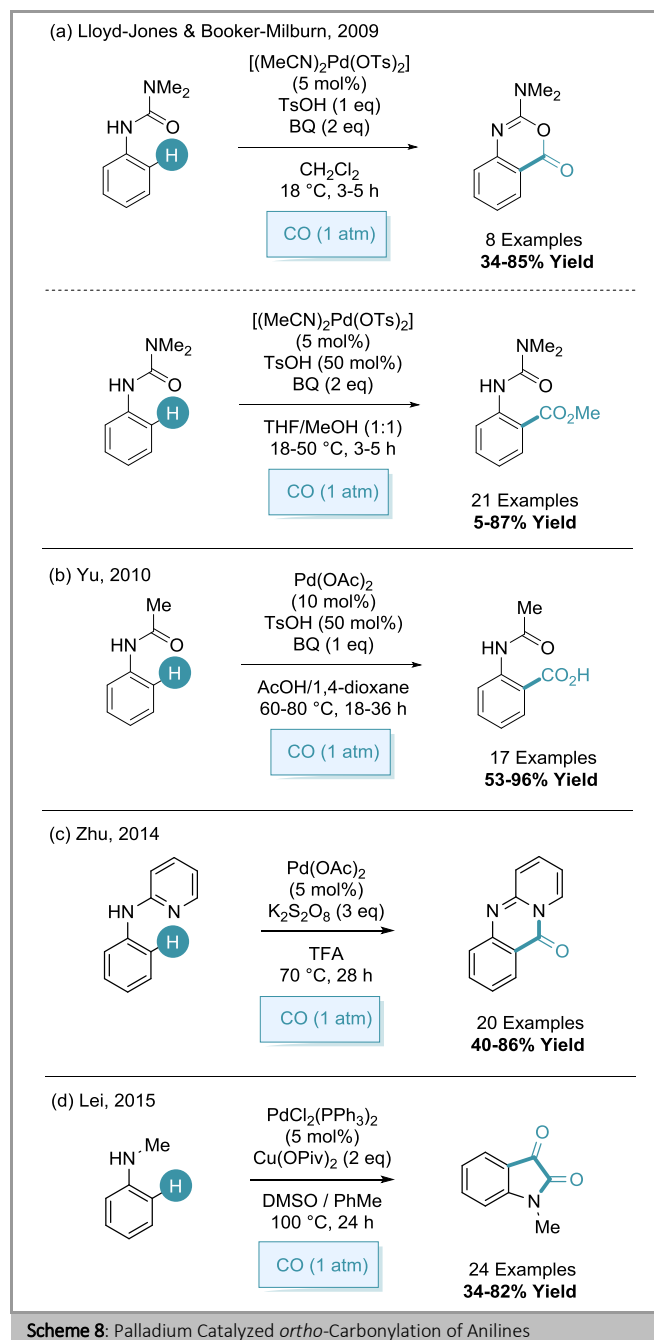 (a) Lloyd-Jones & Booker-Milburn, 2009
NMe₂
HN
O
H
[(MeCN)₂Pd(OTs)₂]
(5 mol%)
TsOH (1 eq)
BQ (2 eq)
CH₂Cl₂
18 °C, 3-5 h
CO (1 atm)
NMe₂
N
O
O
8 Examples
34-85% Yield
NMe₂
HN
O
H
[(MeCN)₂Pd(OTs)₂]
(5 mol%)
TsOH (50 mol%)
BQ (2 eq)
THF/MeOH (1:1)
18-50 °C, 3-5 h
CO (1 atm)
NMe₂
HN
O
CO₂Me
21 Examples
5-87% Yield
(b) Yu, 2010
Me
HN
O
H
Pd(OAc)₂
(10 mol%)
TsOH (50 mol%)
BQ (1 eq)
AcOH/1,4-dioxane
60-80 °C, 18-36 h
CO (1 atm)
Me
HN
O
CO₂H
17 Examples
53-96% Yield
(c) Zhu, 2014
HN
N
H
Pd(OAc)₂
(5 mol%)
K₂S₂O₈ (3 eq)
TFA
70 °C, 28 h
CO (1 atm)
N
N
O
20 Examples
40-86% Yield
(d) Lei, 2015
HN
Me
H
PdCl₂(PPh₃)₂
(5 mol%)
Cu(OPiv)₂ (2 eq)
DMSO / PhMe
100 °C, 24 h
CO (1 atm)
O
O
N
Me
24 Examples
34-82% Yield
Scheme 8: Palladium Catalyzed ortho-Carbonylation of Anilines